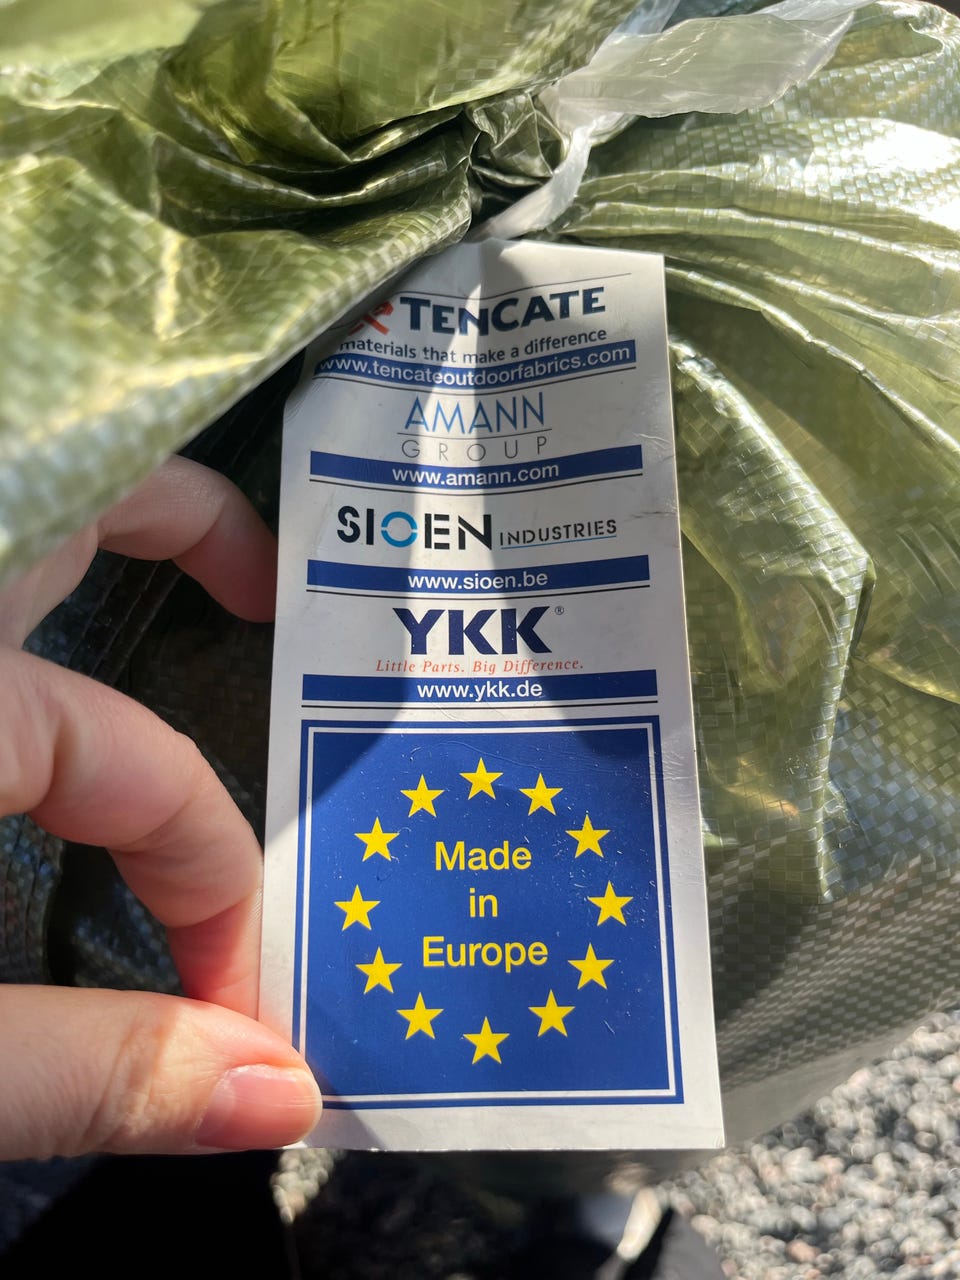 TENCATE
materials that make a difference
www.tencateoutdoorfabrics.com
AMANN
GROUP
www.amann.com
SIOEN INDUSTRIES
www.sioen.be
YKK®
Little Parts. Big Difference.
www.ykk.de
Made
in
Europe